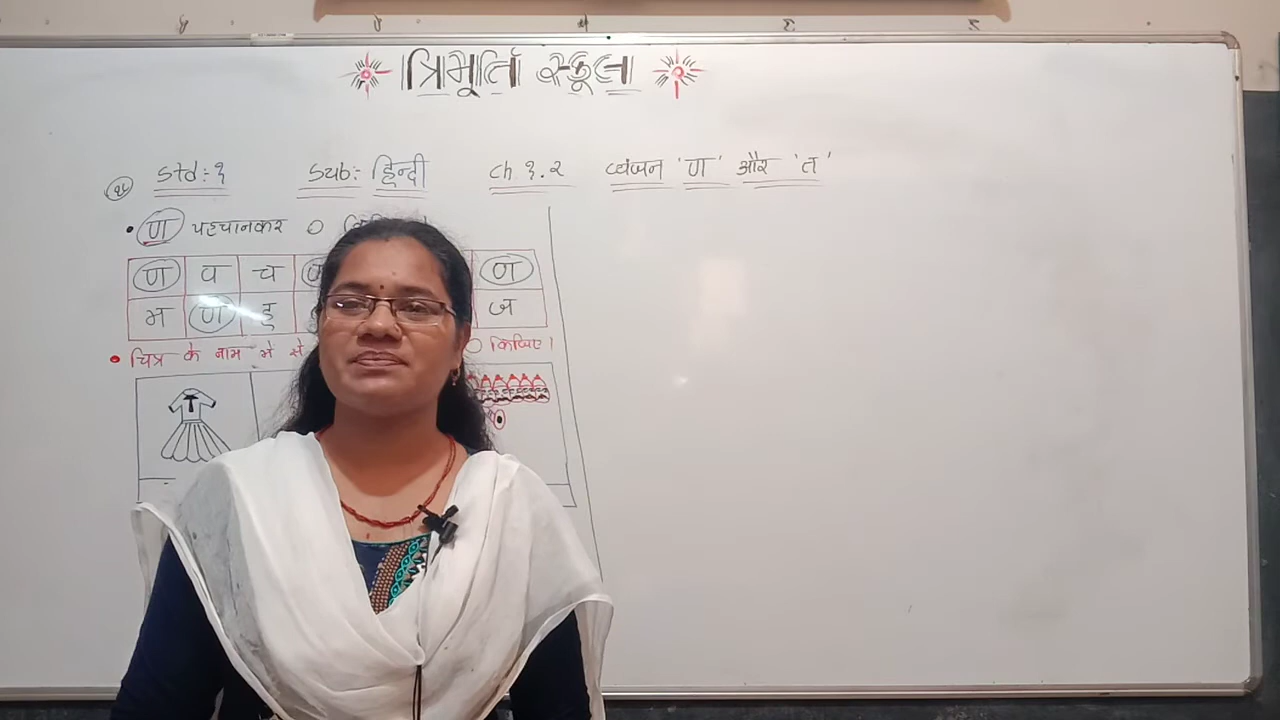 त्रिमूर्ति स्कूल
Std: १ Sub: हिन्दी Ch १.२ व्यंजन 'ण' और 'त'
• ण पहचानकर ○
ण व च ण
भ ण ह ज
• चित्र के नाम मे से ○ किजिए।